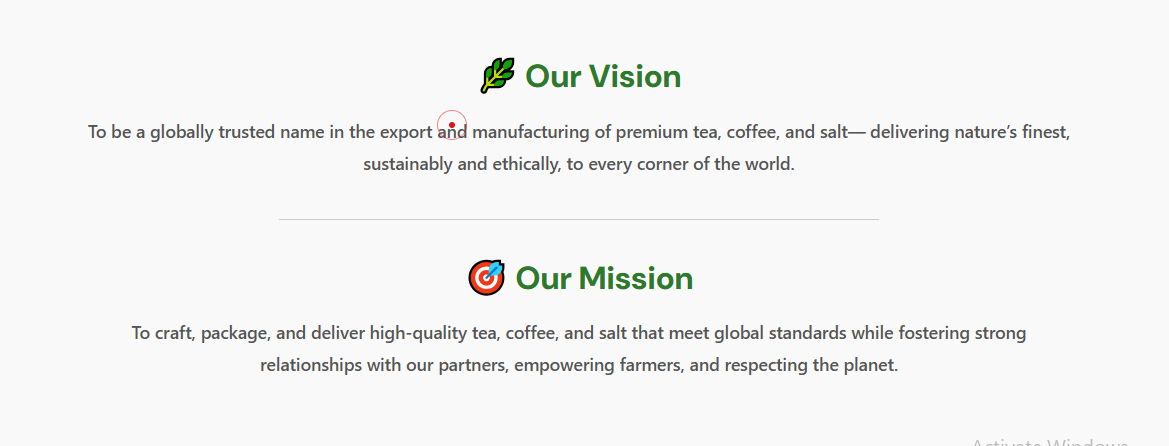 Our Vision
To be a globally trusted name in the export and manufacturing of premium tea, coffee, and salt— delivering nature’s finest,
sustainably and ethically, to every corner of the world.
Our Mission
To craft, package, and deliver high-quality tea, coffee, and salt that meet global standards while fostering strong
relationships with our partners, empowering farmers, and respecting the planet.
Activate Windows